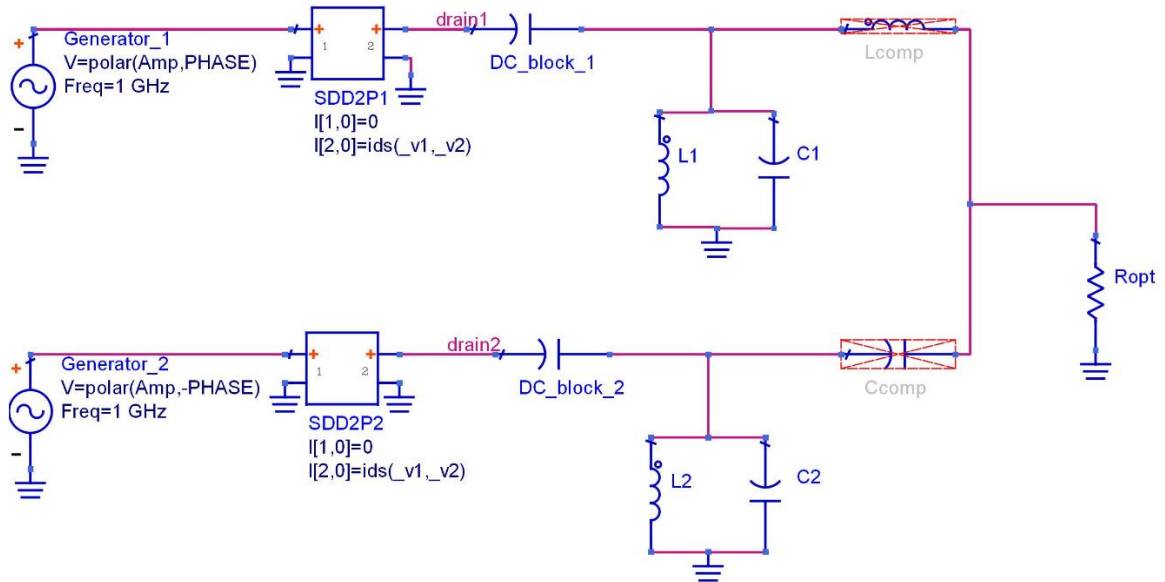 Generator_1
V=polar(Amp,PHASE)
Freq=1 GHz
+
-
+
1
+
2
SDD2P1
I[1,0]=0
I[2,0]=ids(_v1,_v2)
drain1
DC_block_1
L1
C1
Lcomp
Ropt
Generator_2
V=polar(Amp,-PHASE)
Freq=1 GHz
+
-
+
1
+
2
SDD2P2
I[1,0]=0
I[2,0]=ids(_v1,_v2)
drain2
DC_block_2
L2
C2
Ccomp